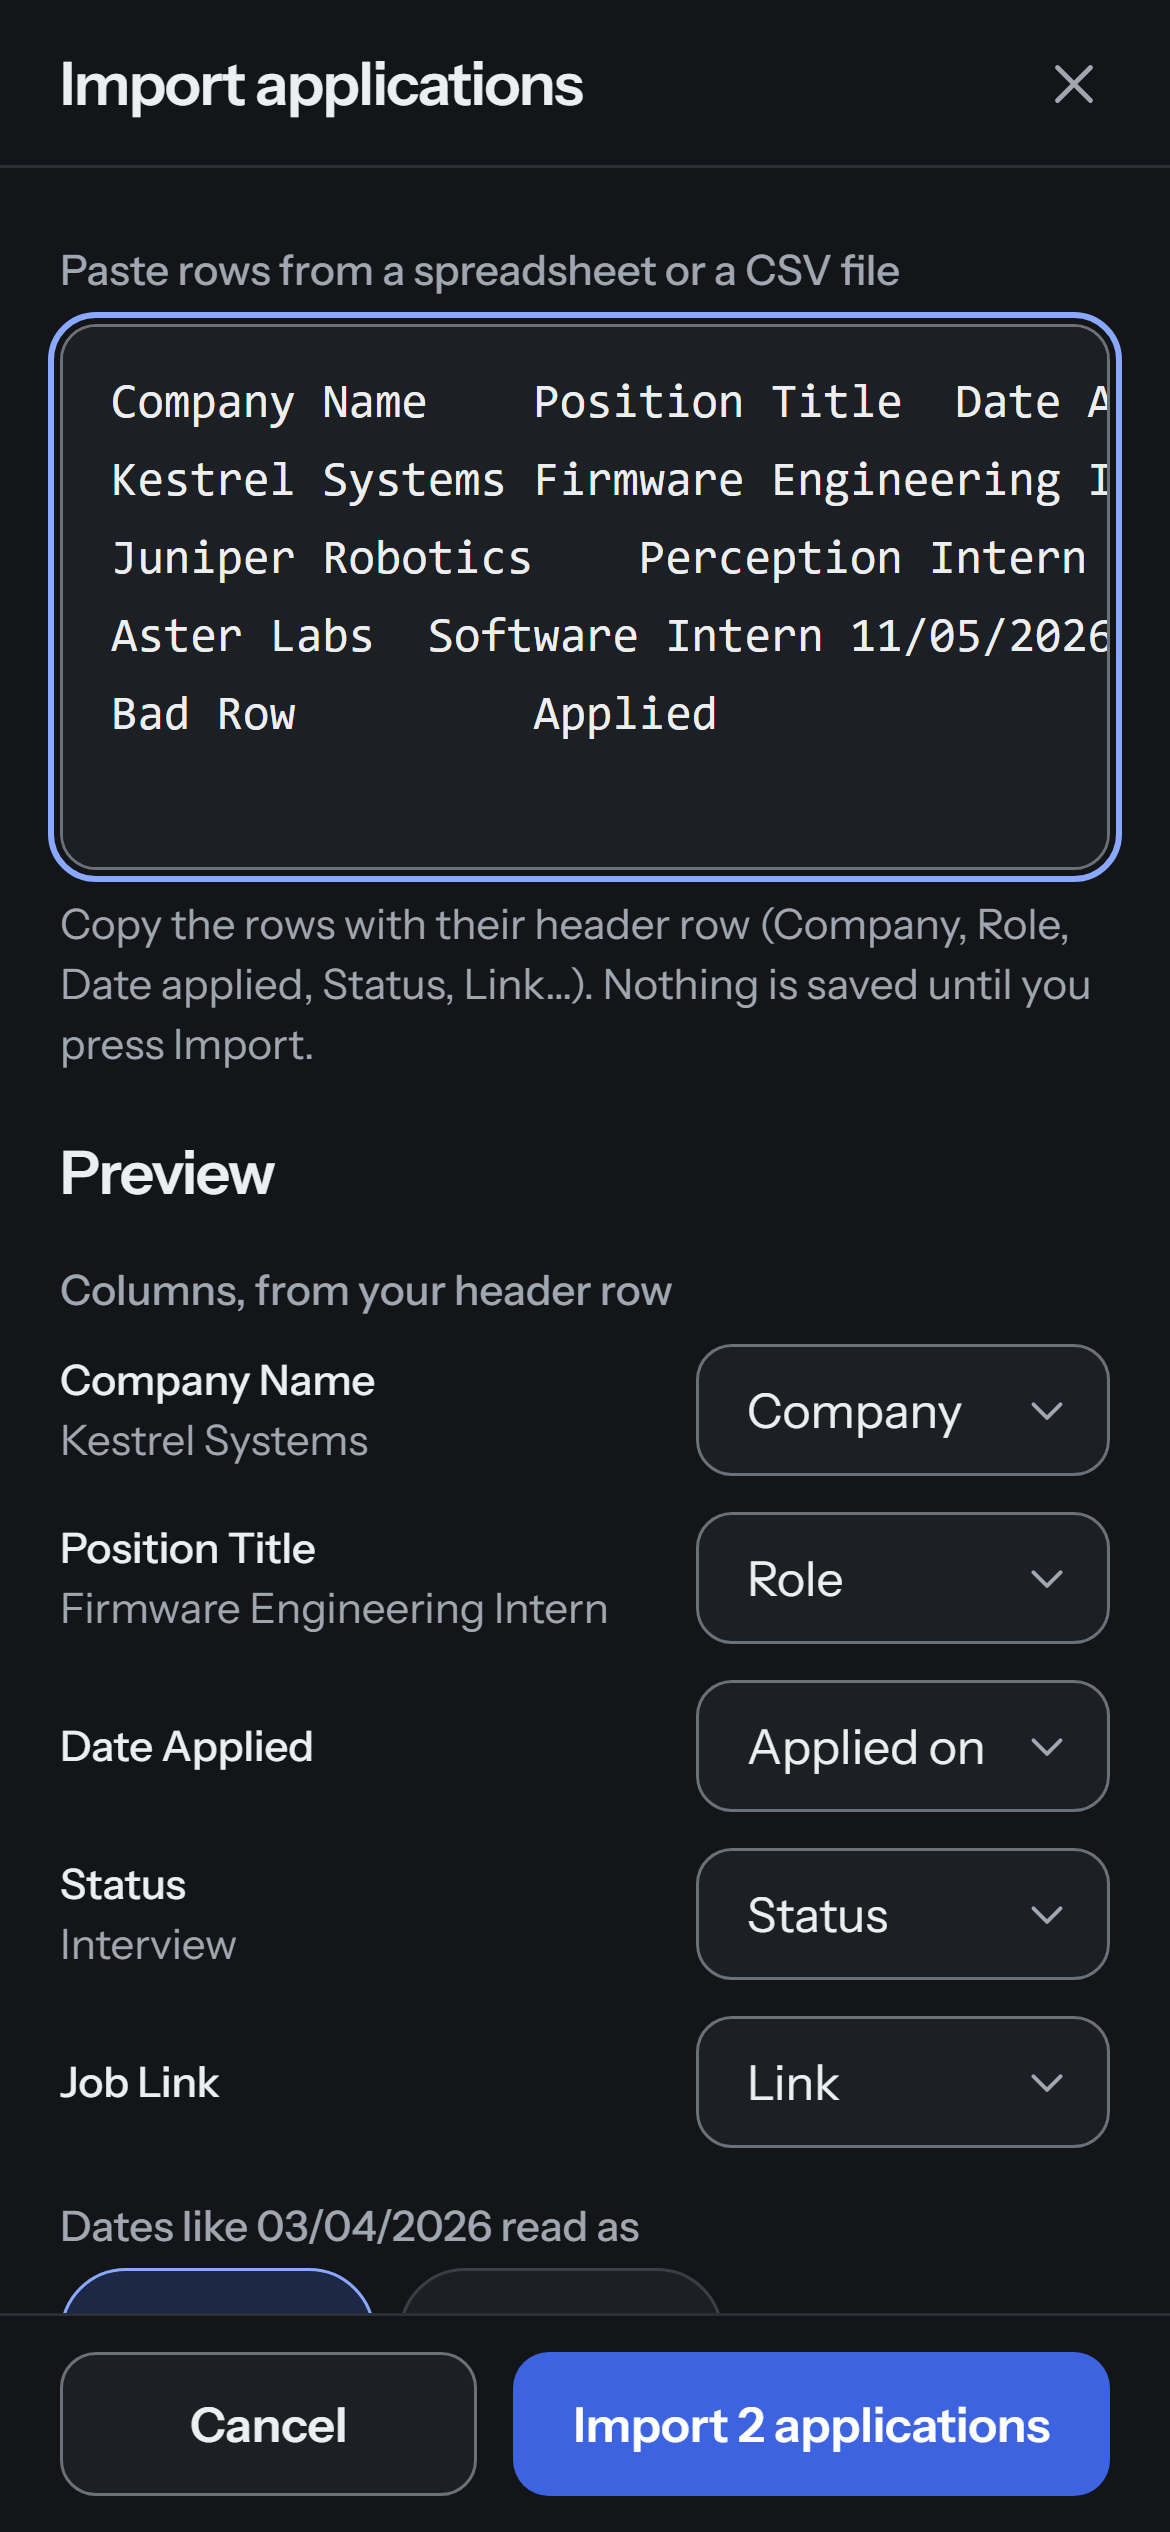 Import applications
Paste rows from a spreadsheet or a CSV file
Company Name Position Title Date A
Kestrel Systems Firmware Engineering I
Juniper Robotics Perception Intern
Aster Labs Software Intern 11/05/2026
Bad Row Applied
Copy the rows with their header row (Company, Role,
Date applied, Status, Link...). Nothing is saved until you
press Import.
Preview
Columns, from your header row
Company Name
Kestrel Systems
Company
Position Title
Firmware Engineering Intern
Role
Date Applied
Applied on
Status
Interview
Status
Job Link
Link
Dates like 03/04/2026 read as
Cancel
Import 2 applications